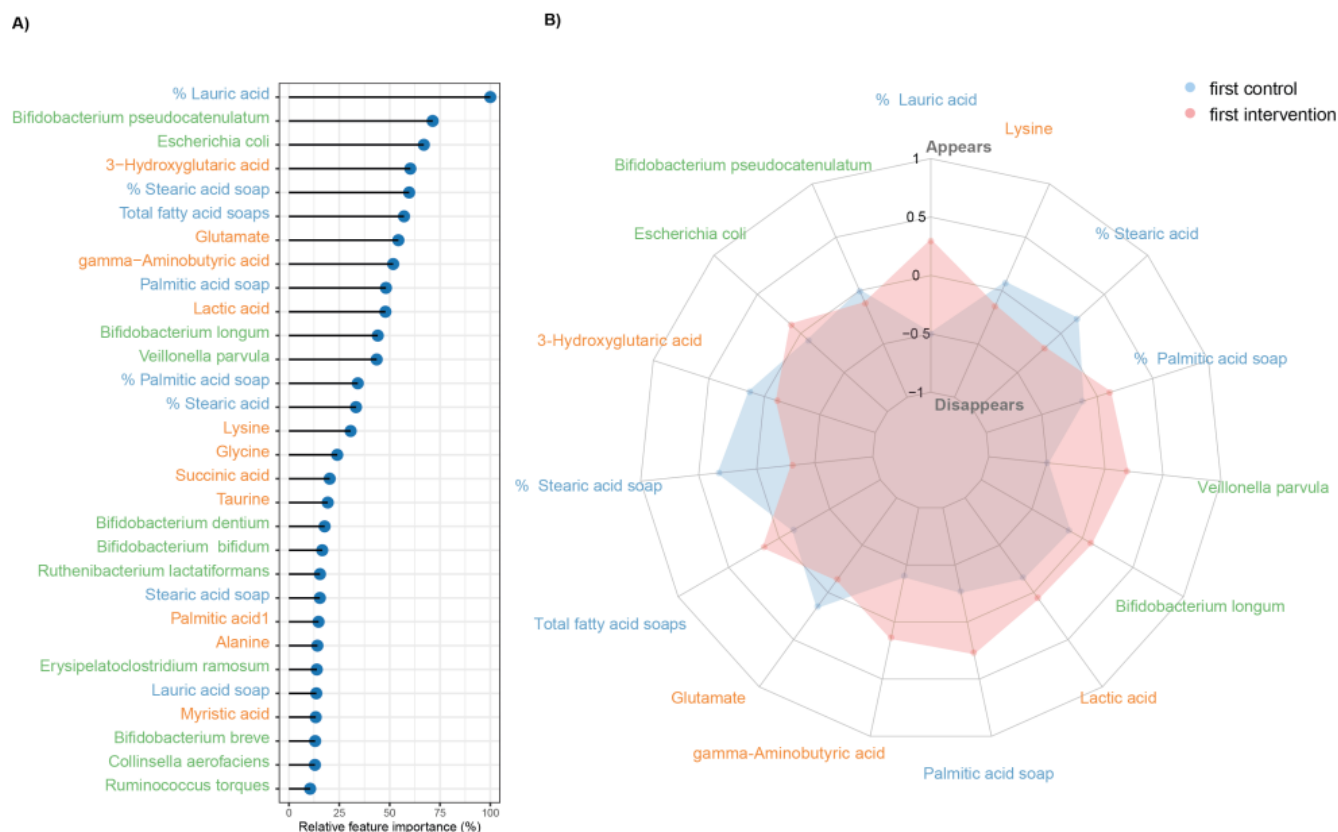 A)
% Lauric acid
Bifidobacterium pseudocatenulatum
Escherichia coli
3−Hydroxyglutaric acid
% Stearic acid soap
Total fatty acid soaps
Glutamate
gamma−Aminobutyric acid
Palmitic acid soap
Lactic acid
Bifidobacterium longum
Veillonella parvula
% Palmitic acid soap
% Stearic acid
Lysine
Glycine
Succinic acid
Taurine
Bifidobacterium dentium
Bifidobacterium bifidum
Ruthenibacterium lactatiformans
Stearic acid soap
Palmitic acid1
Alanine
Erysipelatoclostridium ramosum
Lauric acid soap
Myristic acid
Bifidobacterium breve
Collinsella aerofaciens
Ruminococcus torques
0 25 50 75 100
Relative feature importance (%)
B)
first control
first intervention
% Lauric acid
Lysine
Appears
1
Bifidobacterium pseudocatenulatum
0 5
Escherichia coli
% Stearic acid
0
3-Hydroxyglutaric acid
−0 5
% Palmitic acid soap
−1
Disappears
% Stearic acid soap
Veillonella parvula
Total fatty acid soaps
Bifidobacterium longum
Glutamate
Lactic acid
gamma-Aminobutyric acid
Palmitic acid soap